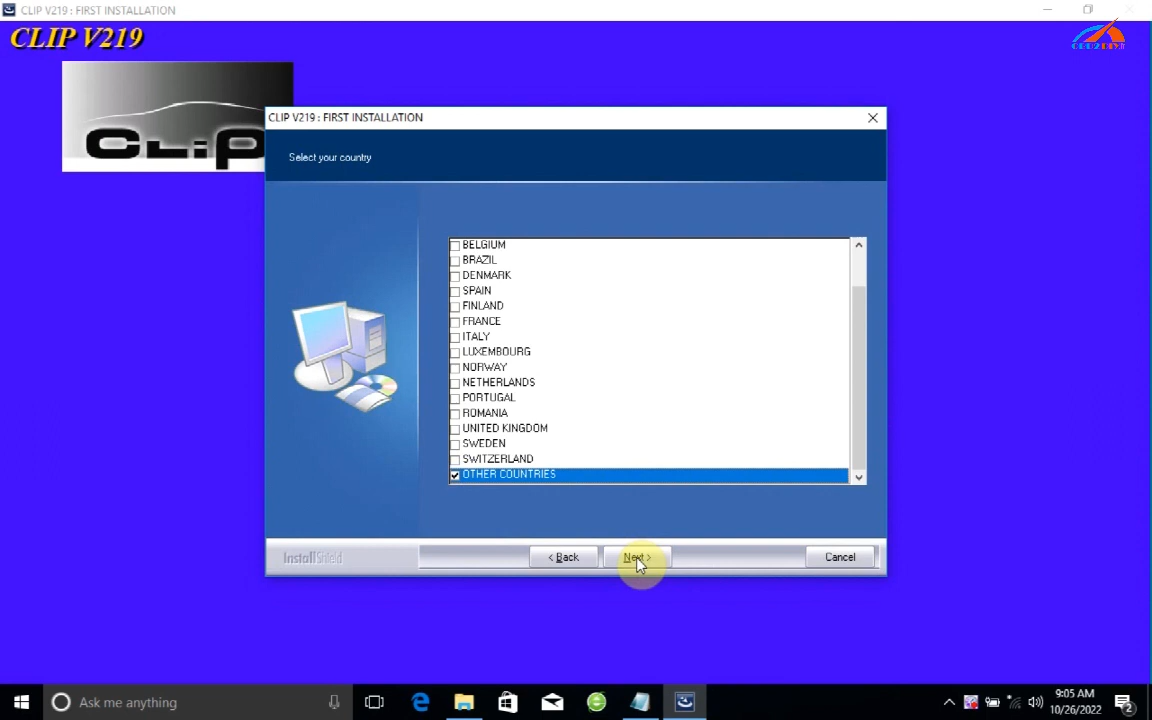 CLIP V219 : FIRST INSTALLATION
CLIP V219
CLiP
CLIP V219 : FIRST INSTALLATION
Select your country
BELGIUM
BRAZIL
DENMARK
SPAIN
FINLAND
FRANCE
ITALY
LUXEMBOURG
NORWAY
NETHERLANDS
PORTUGAL
ROMANIA
UNITED KINGDOM
SWEDEN
SWITZERLAND
OTHER COUNTRIES
InstallShield
< Back
Next >
Cancel
Ask me anything
9:05 AM
10/26/2022
2